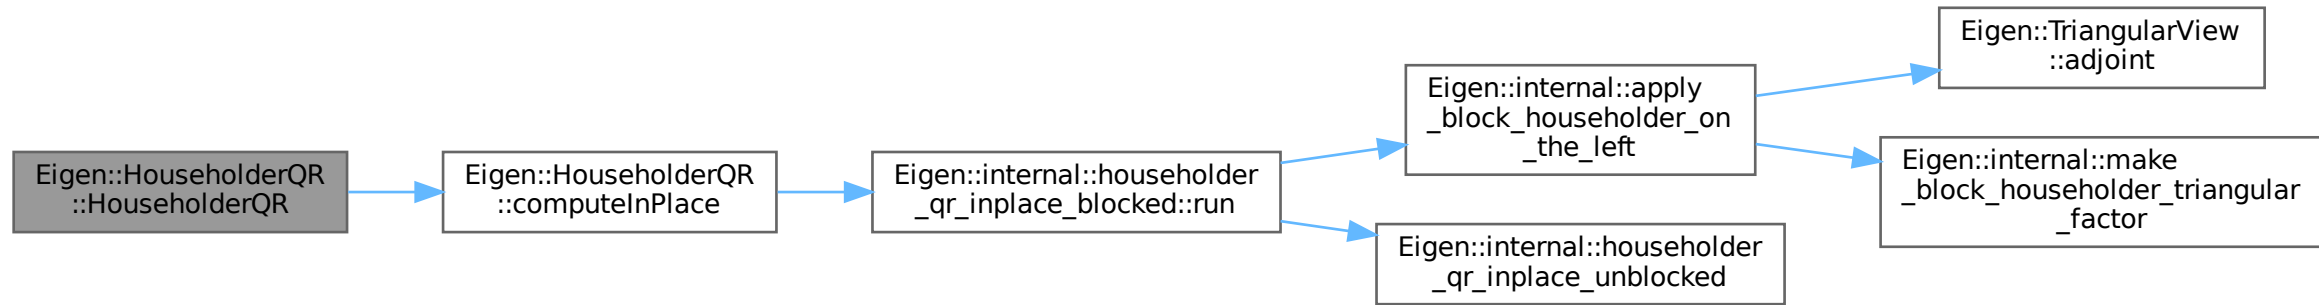 Eigen::HouseholderQR
::HouseholderQR
Eigen::HouseholderQR
::computeInPlace
Eigen::internal::householder
_qr_inplace_blocked::run
Eigen::internal::apply
_block_householder_on
_the_left
Eigen::TriangularView
::adjoint
Eigen::internal::make
_block_householder_triangular
_factor
Eigen::internal::householder
_qr_inplace_unblocked